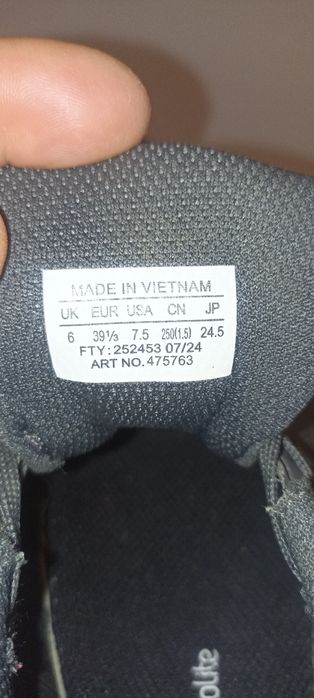 MADE IN VIETNAM
UK EUR USA CN JP
6 39⅓ 7.5 250(1.5) 24.5
FTY: 252453 07/24
ART NO. 475763
olite